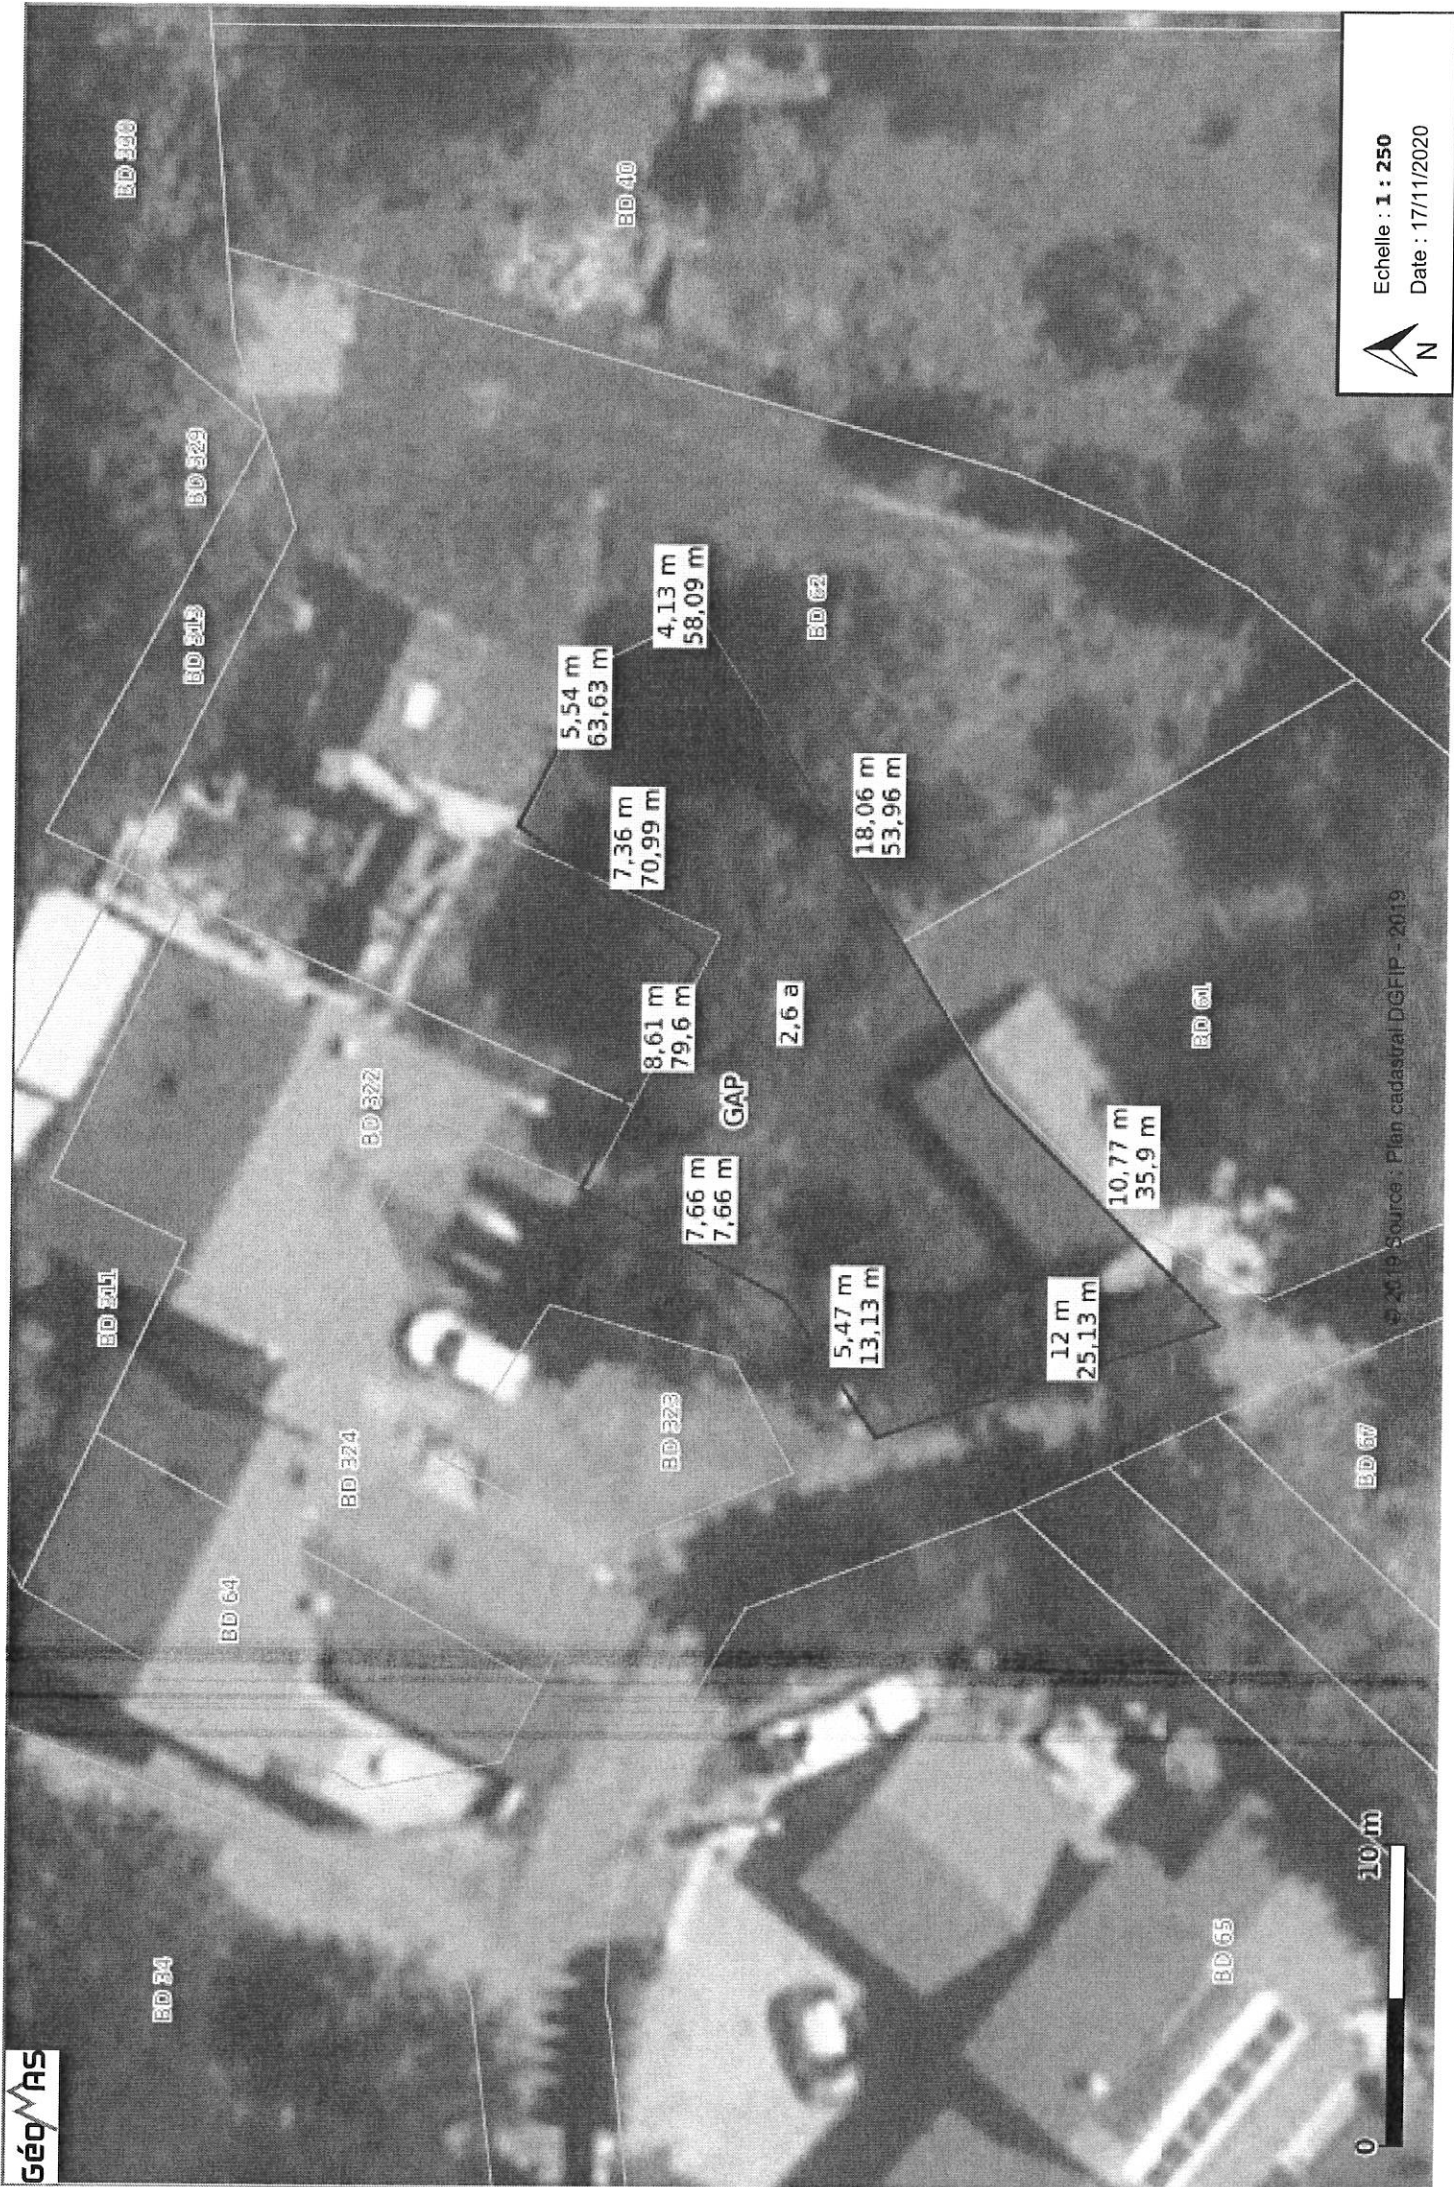 GéoMAS
BD 34
BD 64
BD 311
BD 324
BD 322
BD 323
BD 313
BD 329
BD 40
BD 62
BD 61
BD 67
BD 65
GAP
2,6 a
7,66 m
7,66 m
5,47 m
13,13 m
12 m
25,13 m
10,77 m
35,9 m
18,06 m
53,96 m
4,13 m
58,09 m
5,54 m
63,63 m
7,36 m
70,99 m
8,61 m
79,6 m
0
10 m
© 2019 Source : Plan cadastral DGFIP - 2019
N
Echelle : 1 : 250
Date : 17/11/2020